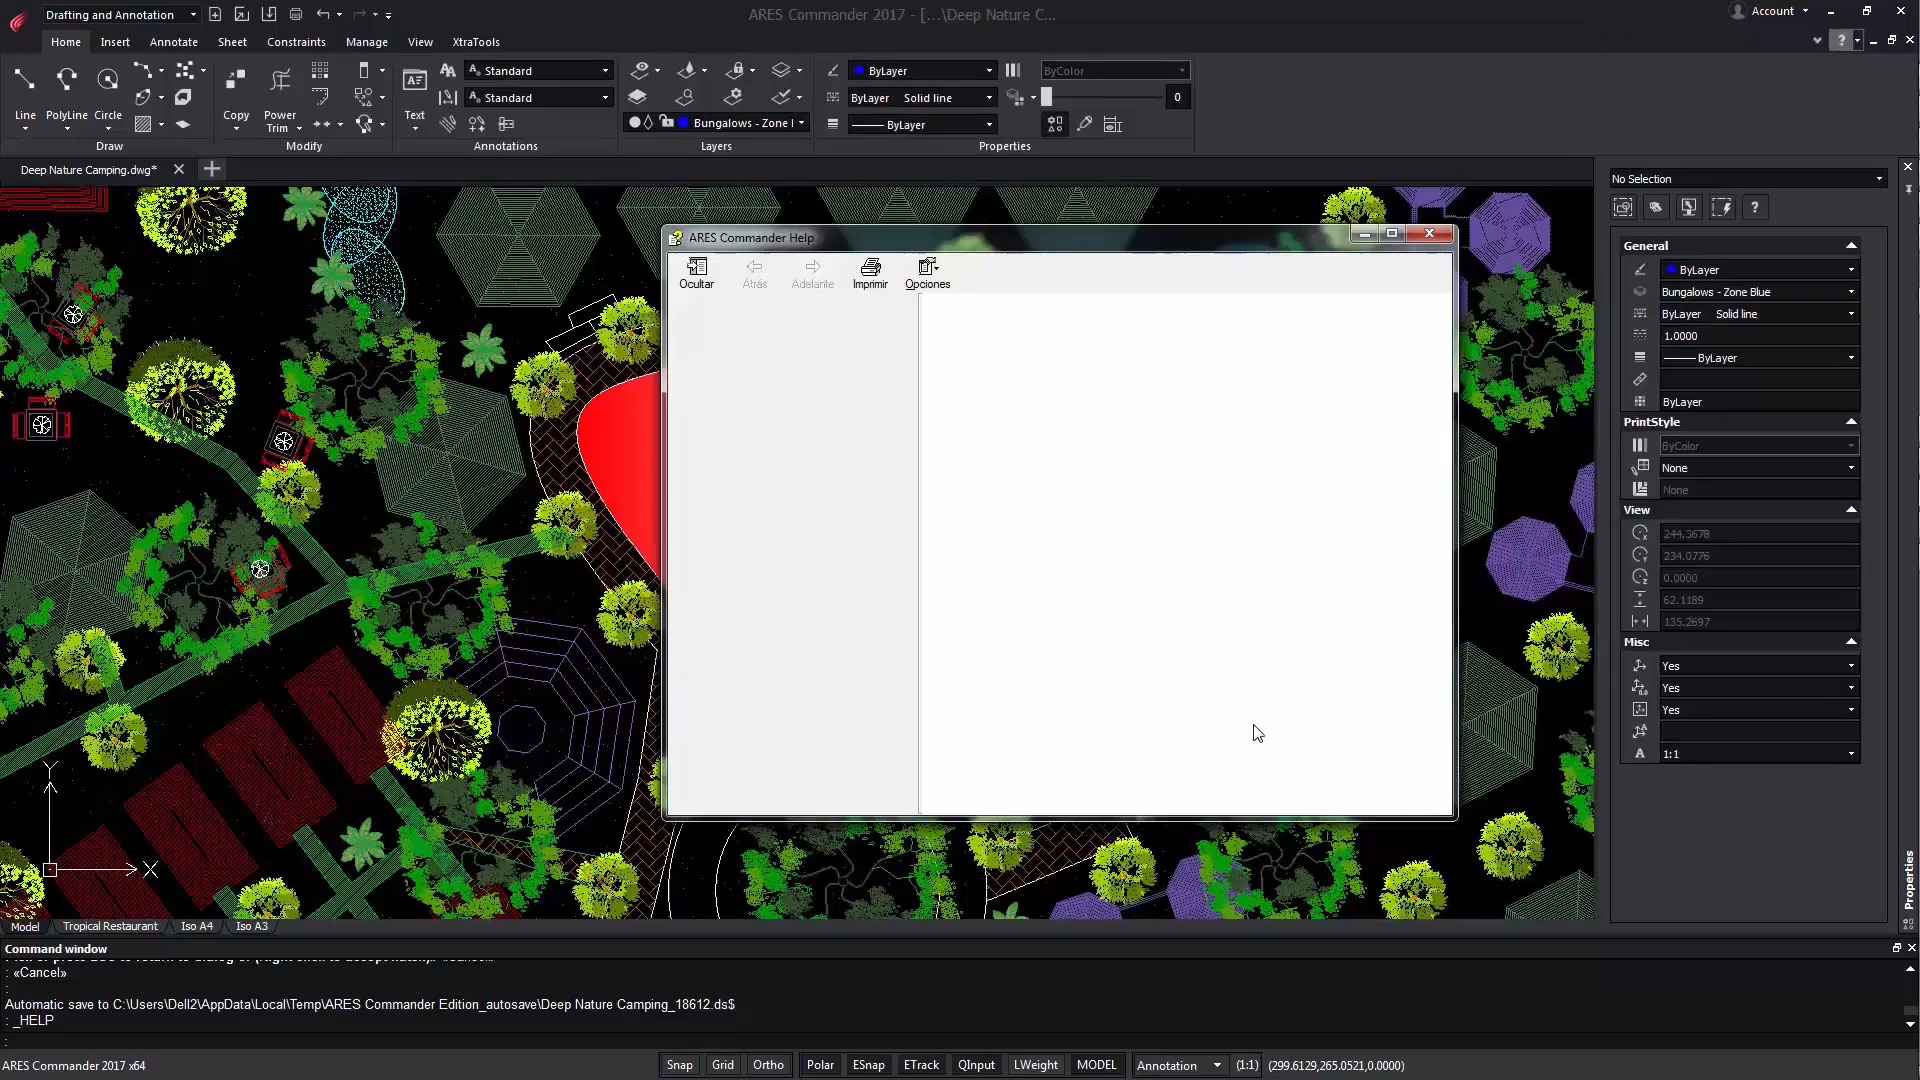 Drafting and Annotation
ARES Commander 2017 - [...\Deep Nature C...
Account
Home Insert Annotate Sheet Constraints Manage View XtraTools
Standard
ByLayer
ByColor
Standard
ByLayer Solid line
0
Line PolyLine Circle Copy Power Trim Text
Bungalows - Zone
ByLayer
Draw Modify Annotations Layers Properties
Deep Nature Camping.dwg*
No Selection
ARES Commander Help
Ocultar Atrás Adelante Imprimir Opciones
General
ByLayer
Bungalows - Zone Blue
ByLayer Solid line
1.0000
ByLayer
ByLayer
PrintStyle
ByColor
None
None
View
244.3678
234.0776
0.0000
62.1189
135.2697
Misc
Yes
Yes
Yes
1:1
Properties
Y
X
Model Tropical Restaurant Iso A4 Iso A3
Command window
: «Cancel»
:
Automatic save to C:\Users\Dell2\AppData\Local\Temp\ARES Commander Edition_autosave\Deep Nature Camping_18612.ds$
: _HELP
:
ARES Commander 2017 x64
Snap Grid Ortho Polar ESnap ETrack QInput LWeight MODEL Annotation (1:1) (299.6129,265.0521,0.0000)